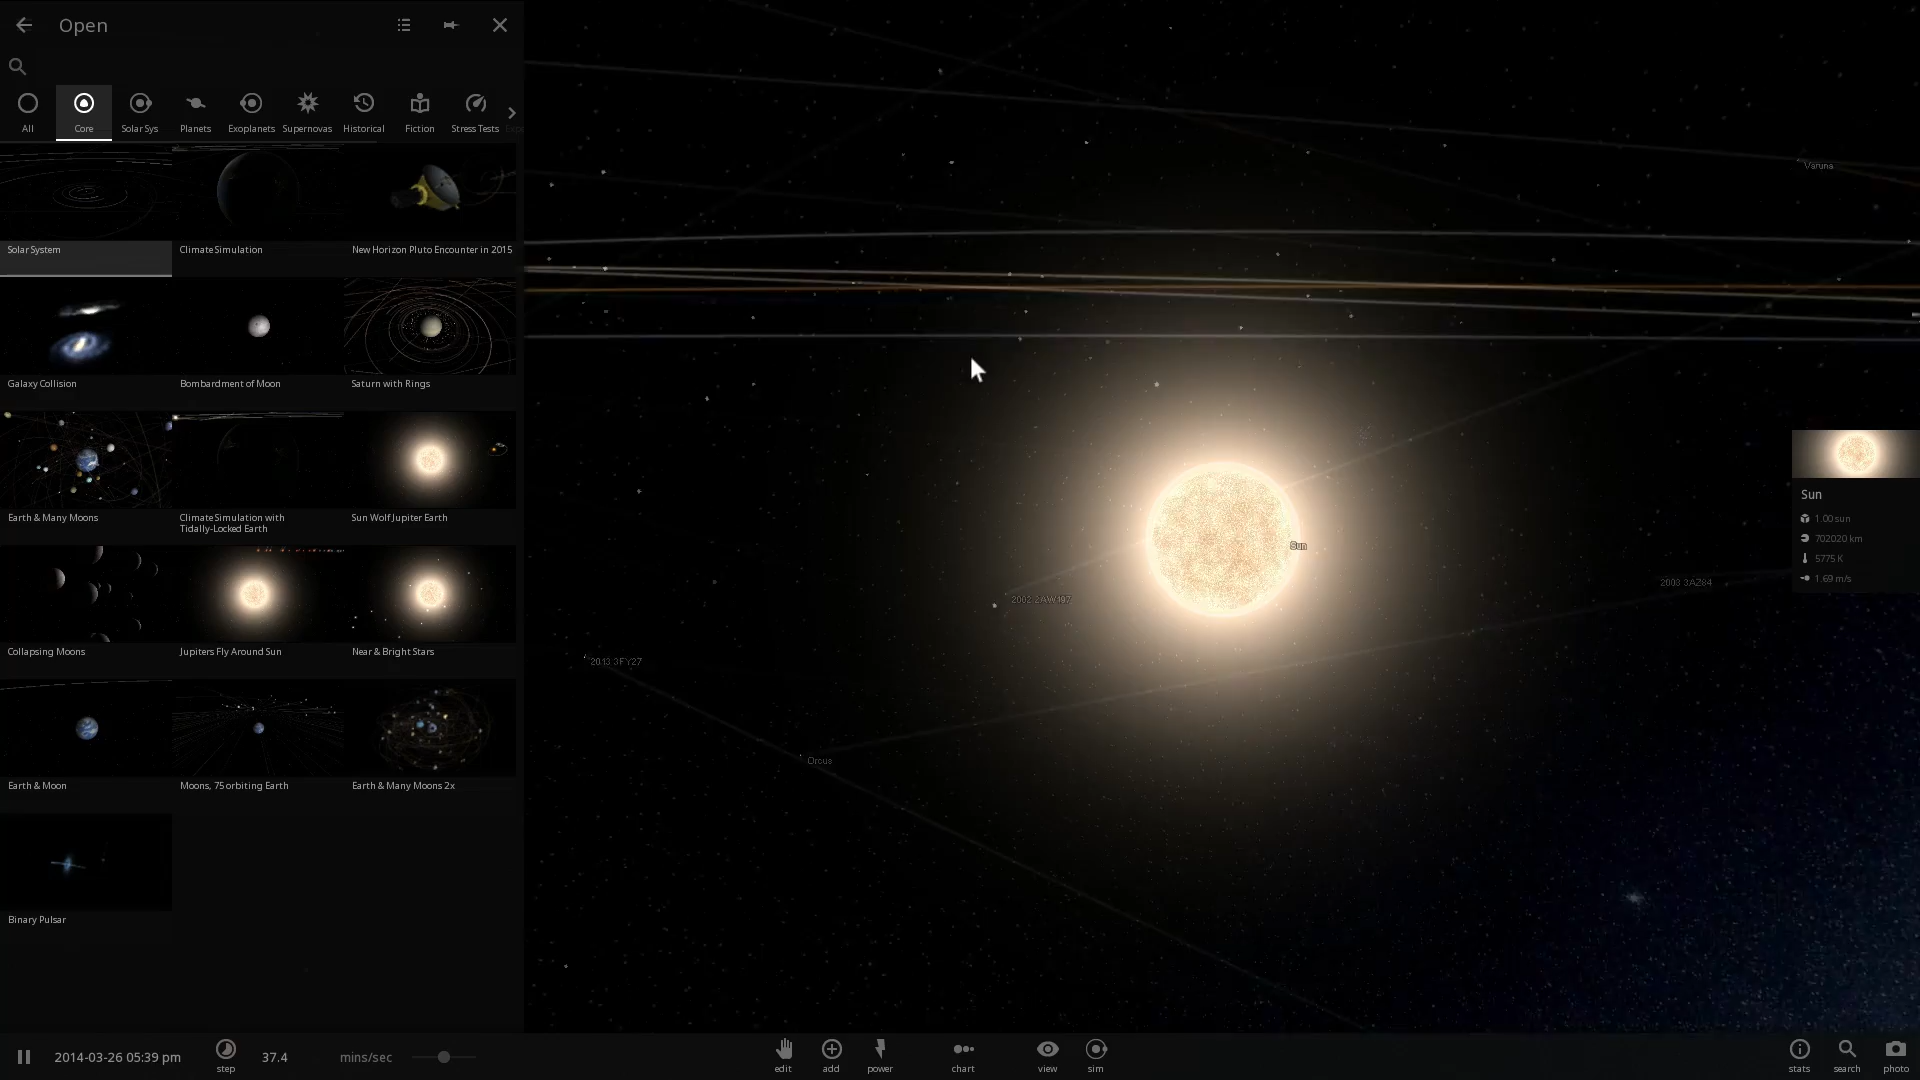 Open
All
Core
Solar Sys
Planets
Exoplanets
Supernovas
Historical
Fiction
Stress Tests
Solar System
Climate Simulation
New Horizon Pluto Encounter in 2015
Galaxy Collision
Bombardment of Moon
Saturn with Rings
Earth & Many Moons
Climate Simulation with
Tidally-Locked Earth
Sun Wolf Jupiter Earth
Collapsing Moons
Jupiters Fly Around Sun
Near & Bright Stars
Earth & Moon
Moons, 75 orbiting Earth
Earth & Many Moons 2x
Binary Pulsar
Varuna
Sun
2002 2AW197
2003 3AZ84
2013 3FY27
Orcus
Sun
1.00 sun
702020 km
5775 K
1.69 m/s
2014-03-26 05:39 pm
step
37.4
mins/sec
edit
add
power
chart
view
sim
stats
search
photo